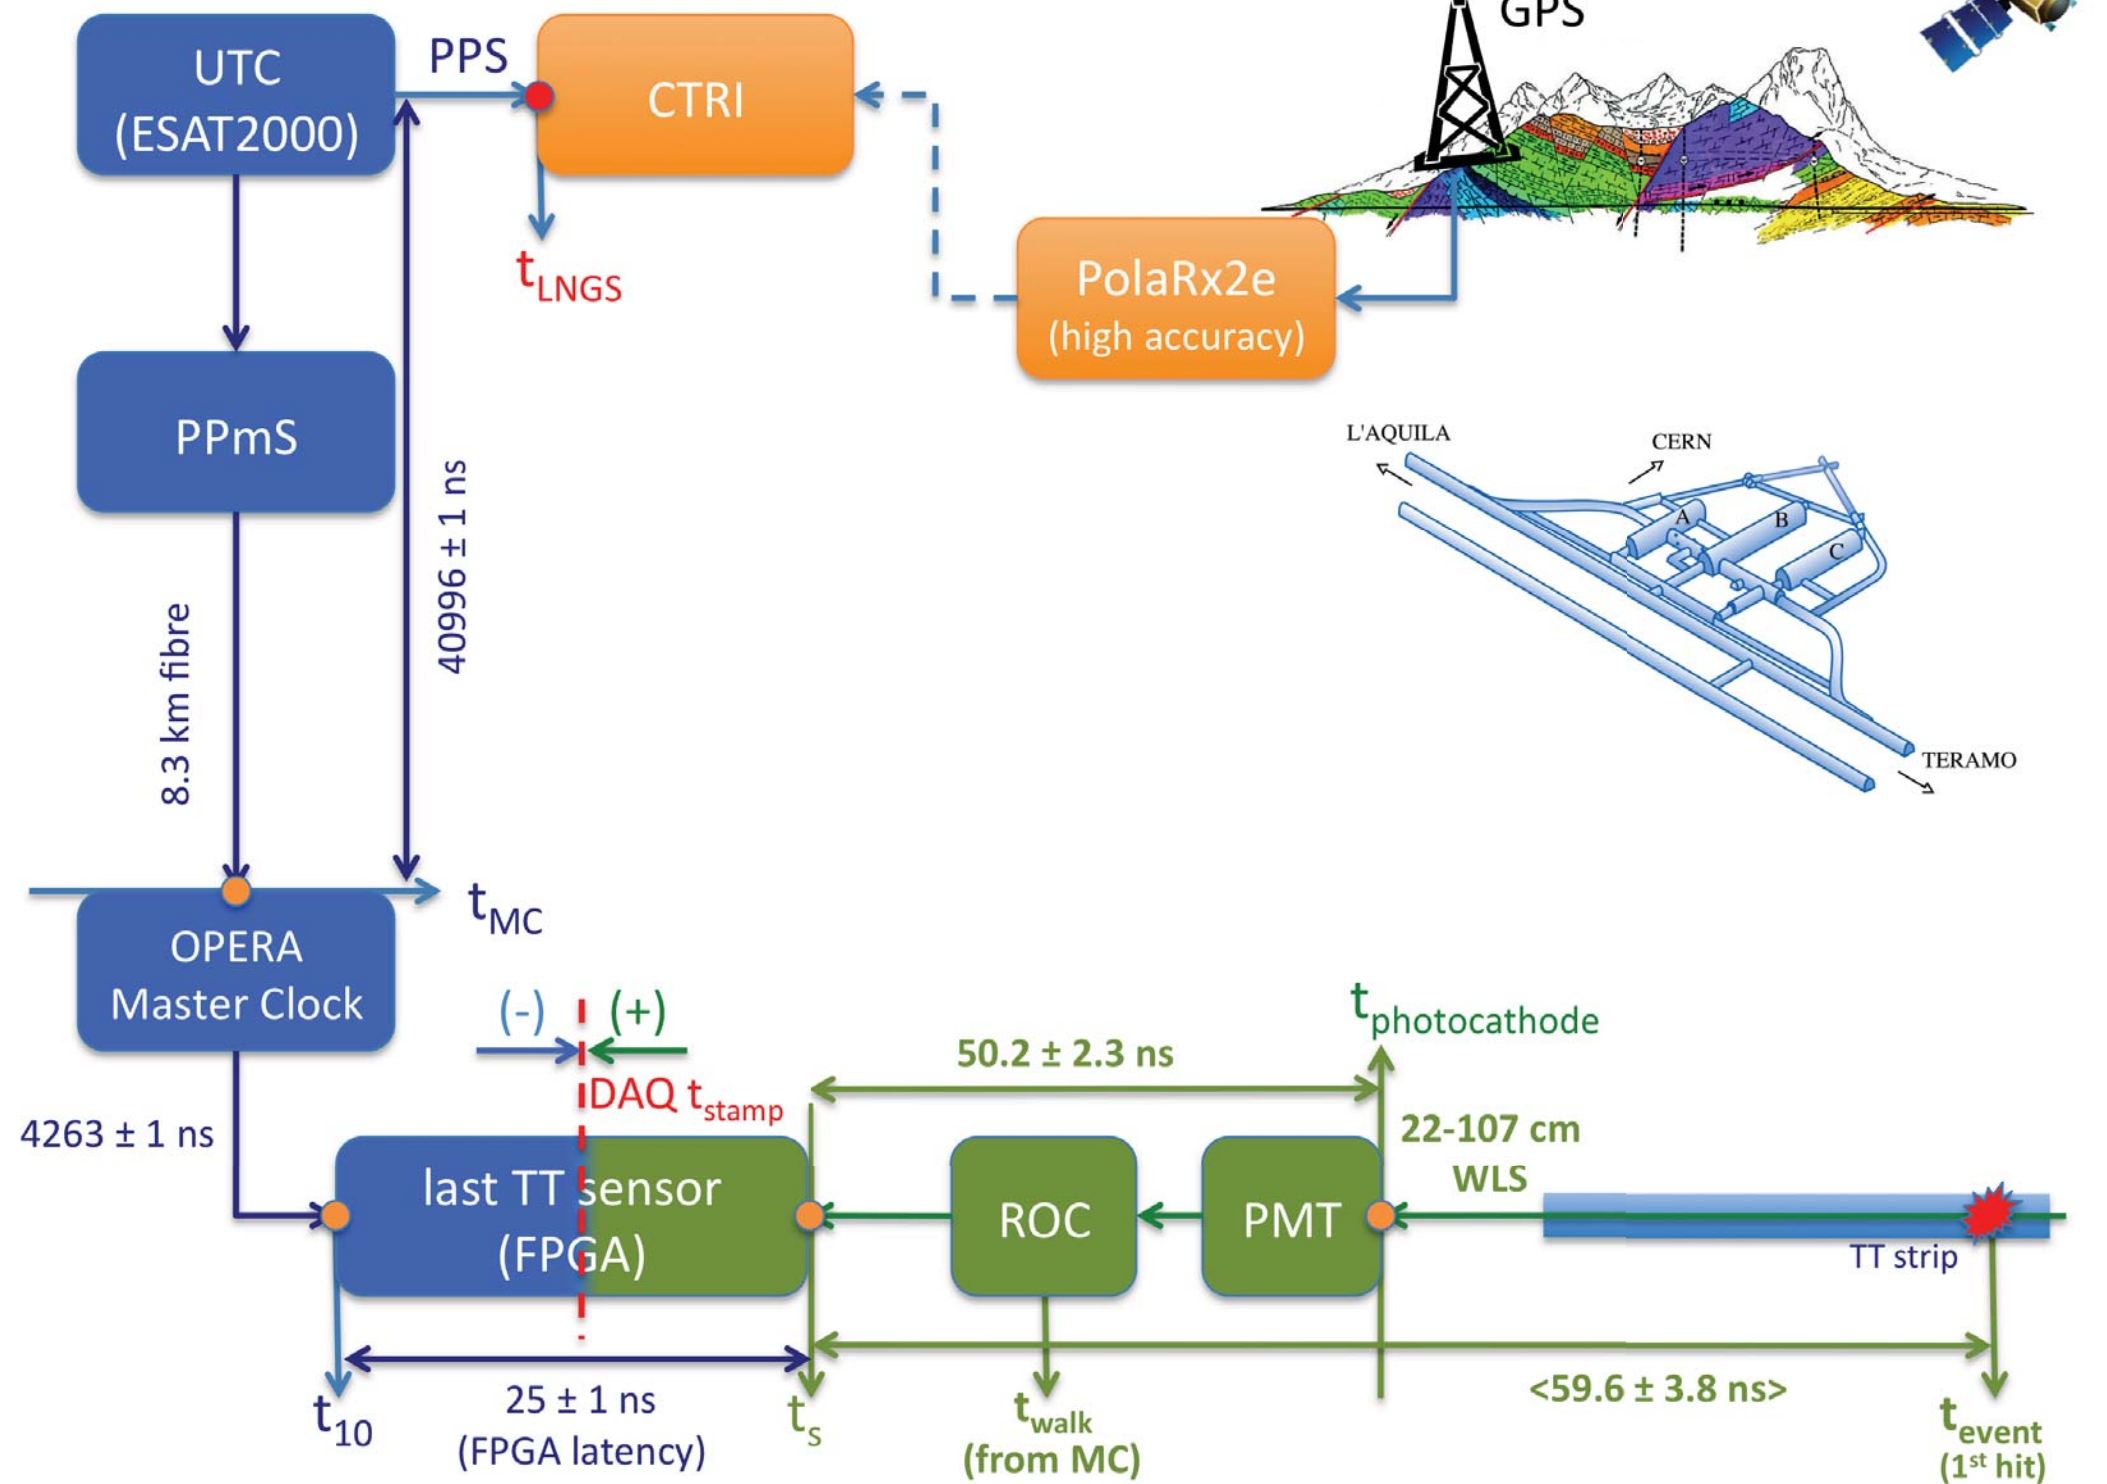 GPS
UTC
(ESAT2000)
PPS
CTRI
tLNGS
PolaRx2e
(high accuracy)
PPmS
40996 ± 1 ns
8.3 km fibre
L'AQUILA
CERN
A
B
C
TERAMO
tMC
OPERA
Master Clock
(-)
(+)
DAQ tstamp
tphotocathode
50.2 ± 2.3 ns
4263 ± 1 ns
22-107 cm
WLS
last TT sensor
(FPGA)
ROC
PMT
TT strip
25 ± 1 ns
(FPGA latency)
<59.6 ± 3.8 ns>
t10
ts
twalk
(from MC)
tevent
(1st hit)